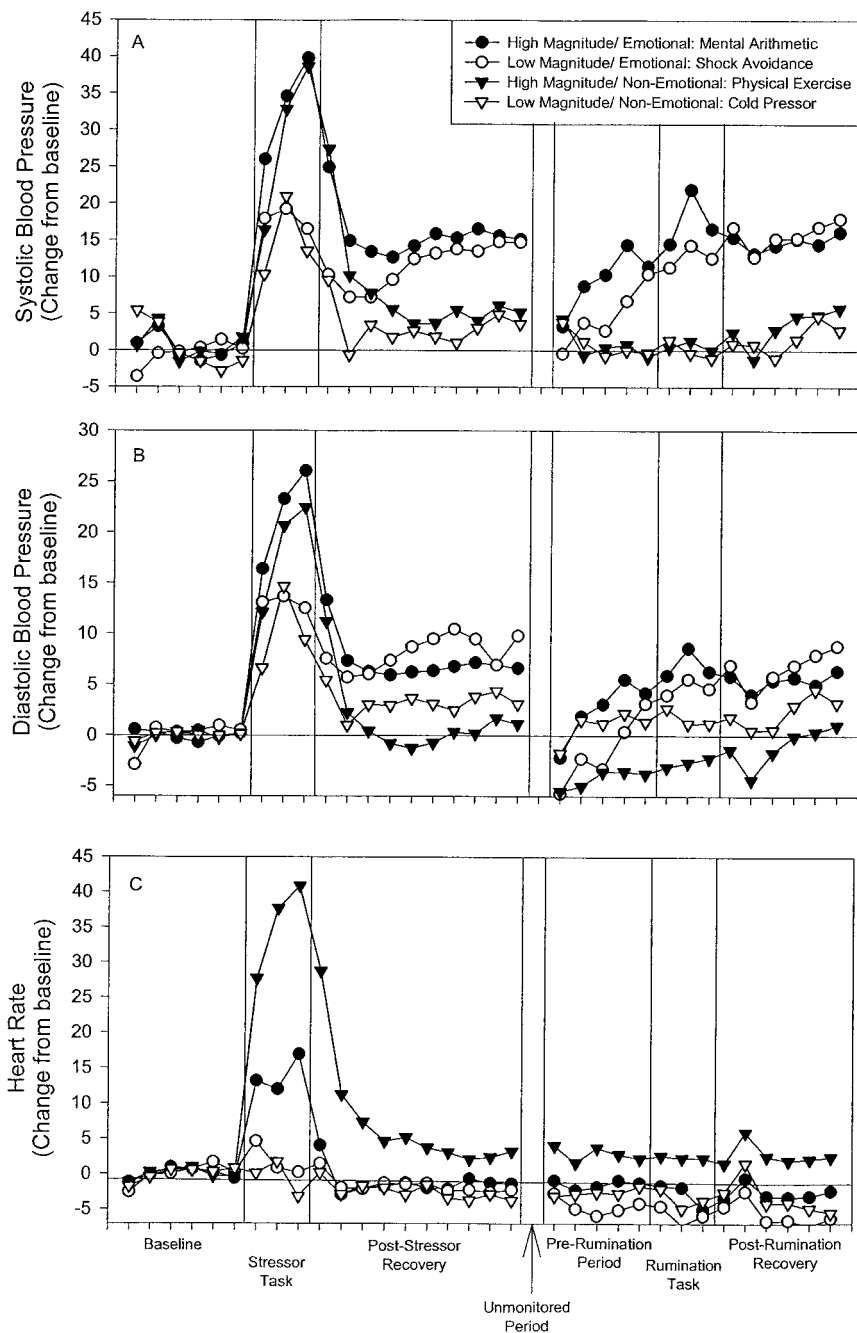 A
High Magnitude/ Emotional: Mental Arithmetic
Low Magnitude/ Emotional: Shock Avoidance
High Magnitude/ Non-Emotional: Physical Exercise
Low Magnitude/ Non-Emotional: Cold Pressor
Systolic Blood Pressure
(Change from baseline)
45
40
35
30
25
20
15
10
5
0
-5
B
Diastolic Blood Pressure
(Change from baseline)
30
25
20
15
10
5
0
-5
C
Heart Rate
(Change from baseline)
45
40
35
30
25
20
15
10
5
0
-5
Baseline
Stressor
Task
Post-Stressor
Recovery
Unmonitored
Period
Pre-Rumination
Period
Rumination
Task
Post-Rumination
Recovery